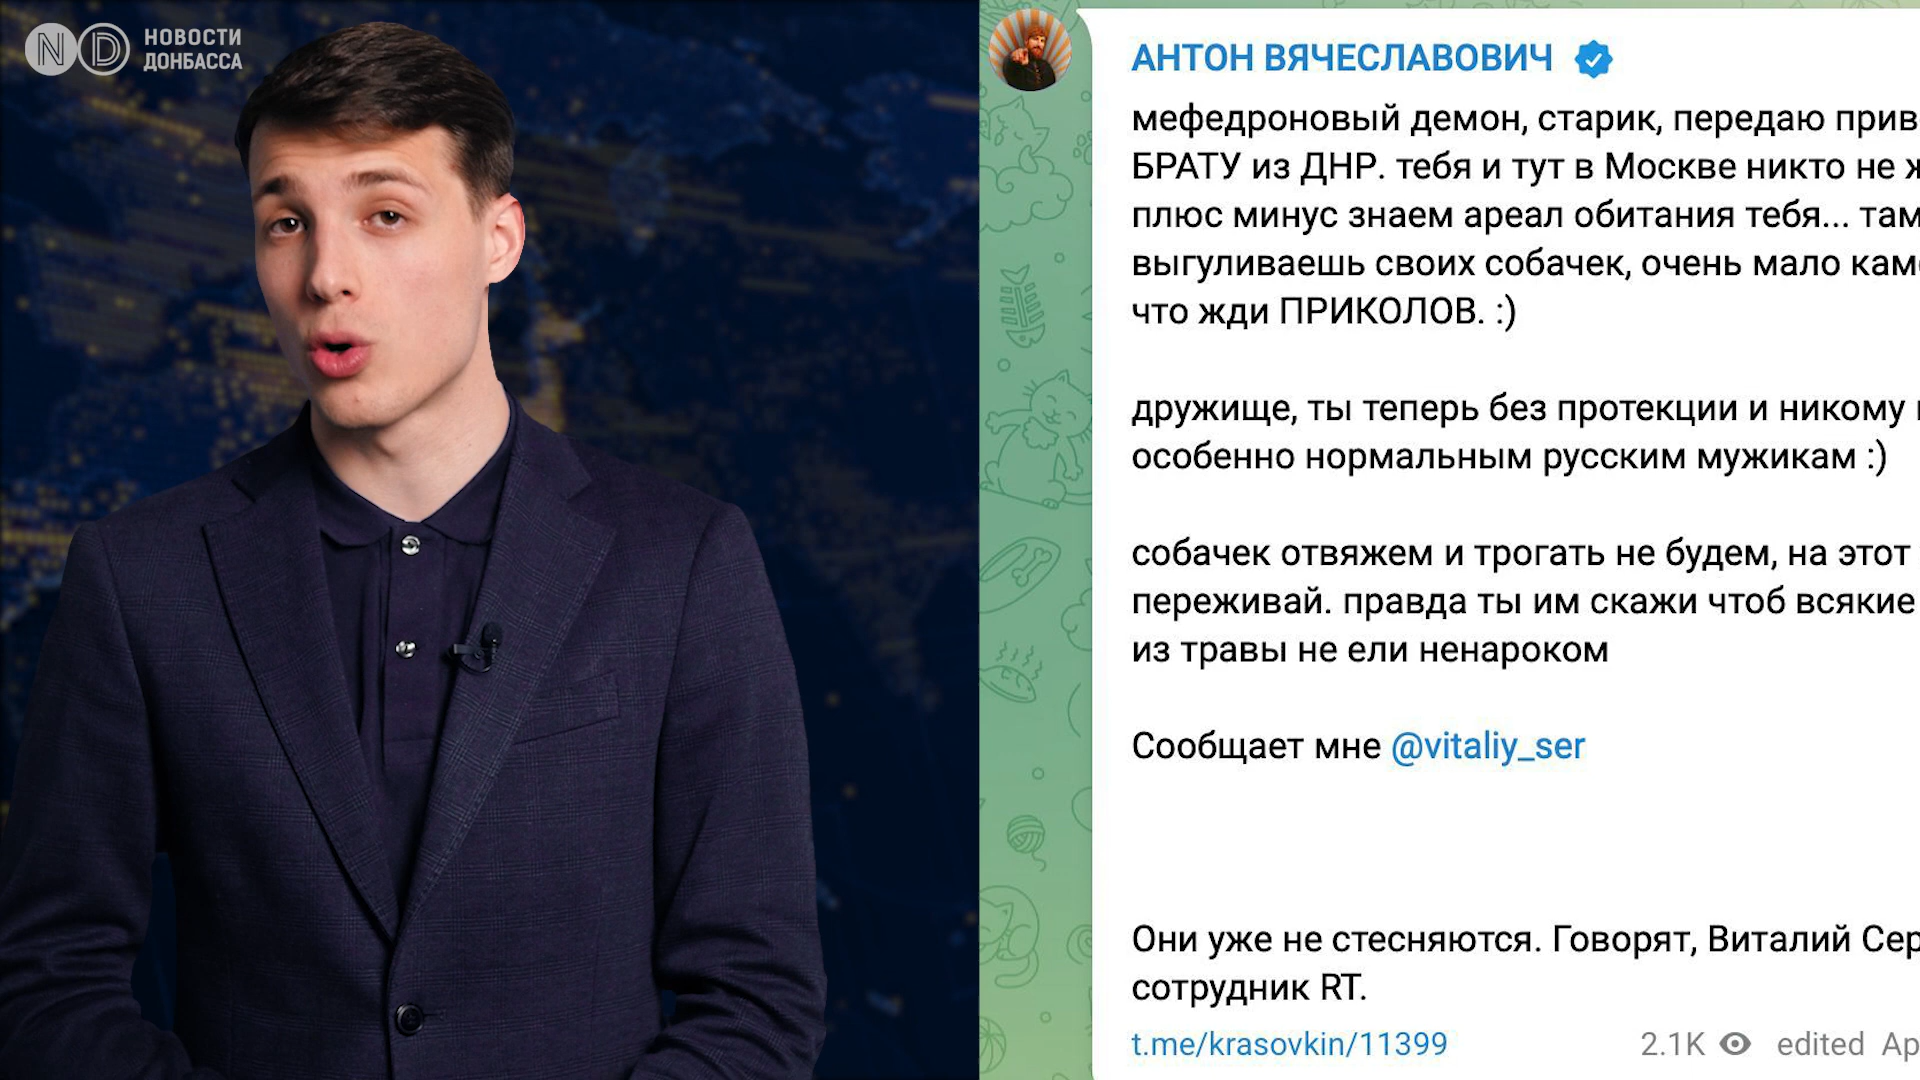 ND НОВОСТИ
ДОНБАССА
АНТОН ВЯЧЕСЛАВОВИЧ
мефедроновый демон, старик, передаю прив
БРАТУ из ДНР. тебя и тут в Москве никто не ж
плюс минус знаем ареал обитания тебя... там
выгуливаешь своих собачек, очень мало каме
что жди ПРИКОЛОВ. :)
дружище, ты теперь без протекции и никому
особенно нормальным русским мужикам :)
собачек отвяжем и трогать не будем, на этот
переживай. правда ты им скажи чтоб всякие
из травы не ели ненароком
Сообщает мне @vitaliy_ser
Они уже не стесняются. Говорят, Виталий Сер
сотрудник RT.
t.me/krasovkin/11399
2.1K edited Ap